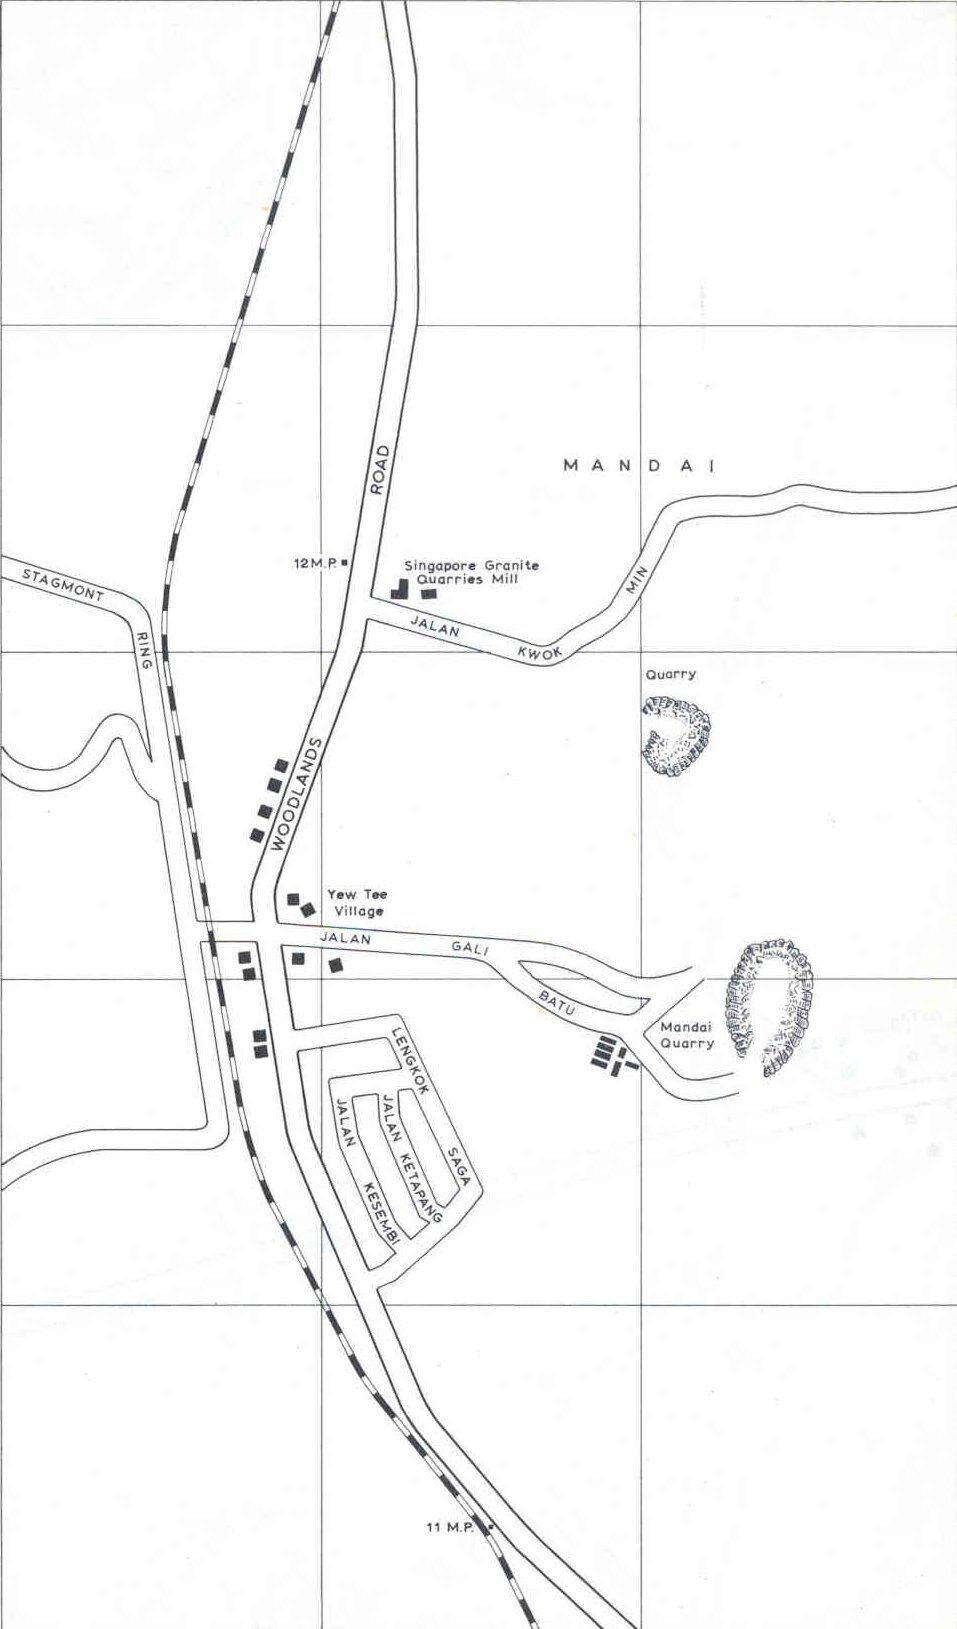 MANDAI
ROAD
12 M.P.
Singapore Granite
Quarries Mill
STAGMONT
RING
JALAN
KWOK
MIN
Quarry
WOODLANDS
Yew Tee
Village
JALAN
GALI
BATU
Mandai
Quarry
LENGKOK
SAGA
JALAN
KESEMBI
JALAN
KETAPANG
11 M.P.